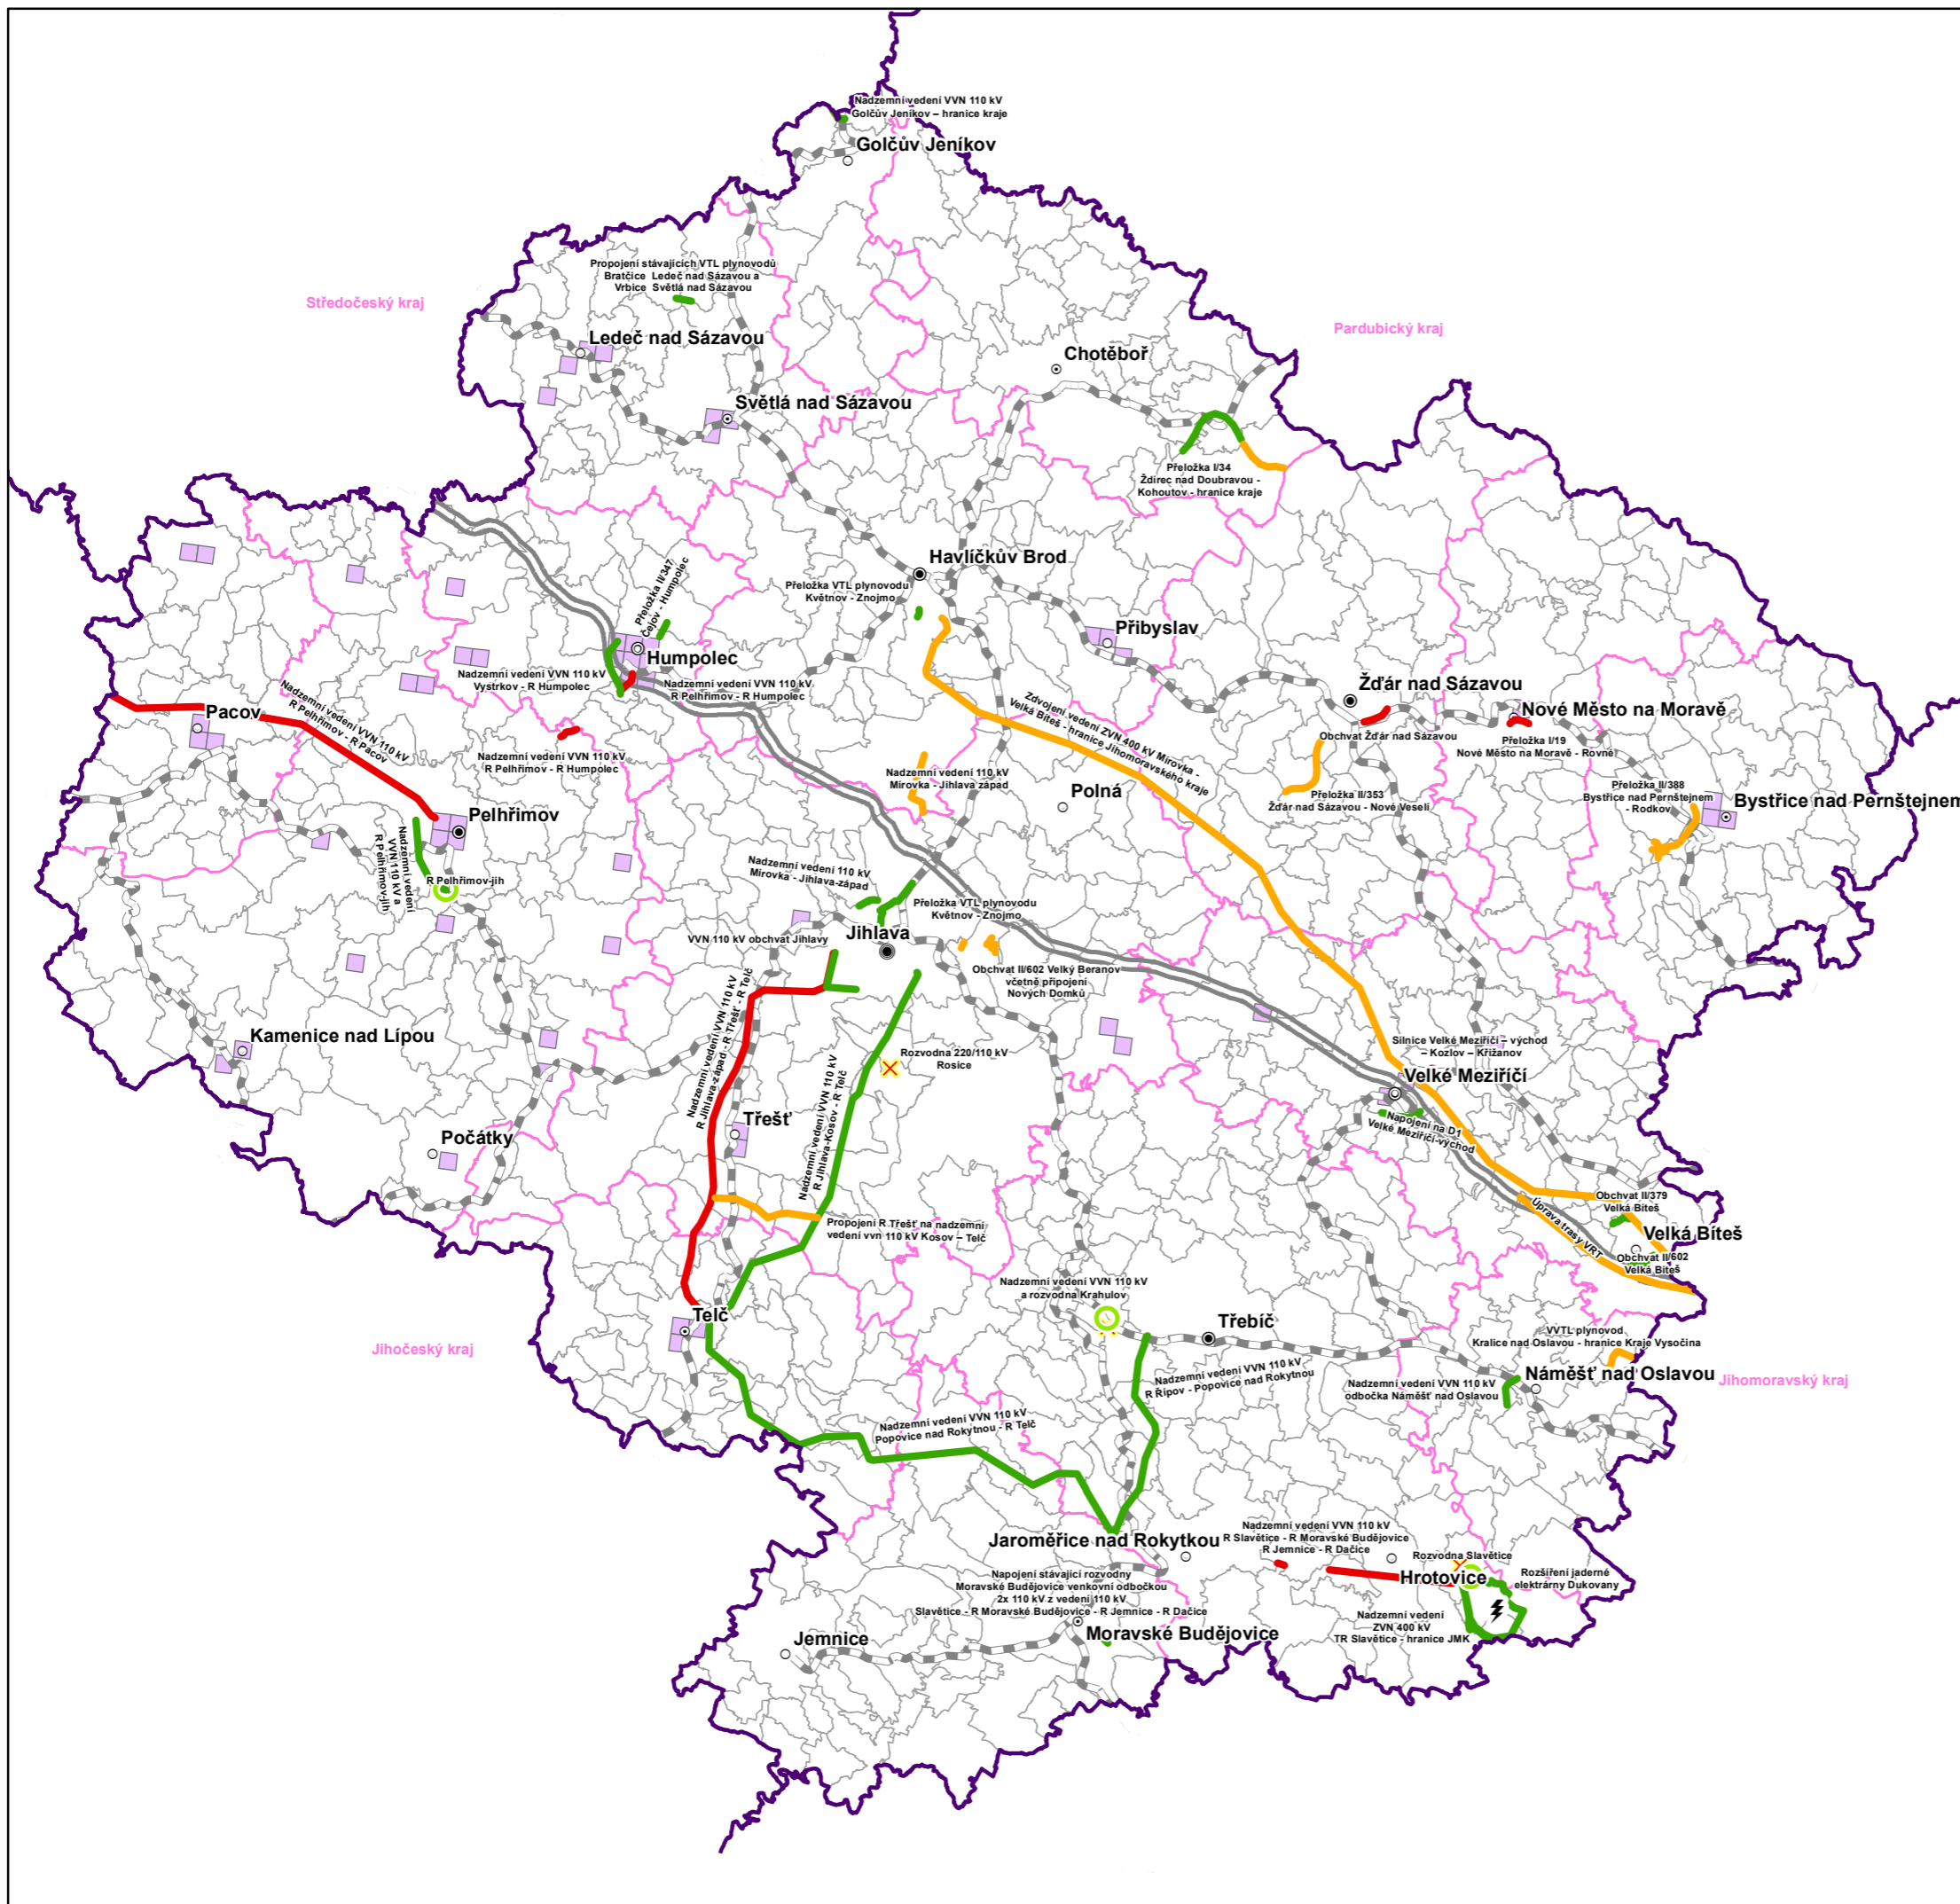 Nadzemní vedení VVN 110 kV
Golčův Jeníkov – hranice kraje
Golčův Jeníkov
Propojení stávajících VTL plynovodů
Bratčice Ledeč nad Sázavou a
Vrbice Světlá nad Sázavou
Středočeský kraj
Pardubický kraj
Ledeč nad Sázavou
Chotěboř
Světlá nad Sázavou
Přeložka I/34
Ždírec nad Doubravou -
Kohoutov - hranice kraje
Havlíčkův Brod
Přeložka VTL plynovodu
Květnov - Znojmo
Přeložka II/347
Čejov - Humpolec
Přibyslav
Humpolec
Nadzemní vedení VVN 110 kV
Vystrkov - R Humpolec
Nadzemní vedení VVN 110 kV
R Pelhřimov - R Humpolec
Žďár nad Sázavou
Nové Město na Moravě
Pacov
Nadzemní vedení VVN 110 kV
R Pelhřimov - R Pacov
Zdvojení vedení ZVN 400 kV Mírovka -
Velká Bíteš - hranice Jihomoravského kraje
Obchvat Žďár nad Sázavou
Přeložka I/19
Nové Město na Moravě - Rovné
Nadzemní vedení VVN 110 kV
R Pelhřimov - R Humpolec
Nadzemní vedení 110 kV
Mírovka - Jihlava západ
Polná
Přeložka II/353
Žďár nad Sázavou - Nové Veselí
Přeložka II/388
Bystřice nad Pernštejnem
- Rodkov
Bystřice nad Pernštejnem
Pelhřimov
Nadzemní vedení
VVN 110 kV a
R Pelhřimov-jih
R Pelhřimov-jih
Nadzemní vedení 110 kV
Mírovka - Jihlava-západ
Přeložka VTL plynovodu
Květnov - Znojmo
Jihlava
VVN 110 kV obchvat Jihlavy
Obchvat II/602 Velký Beranov
včetně připojení
Nových Domků
Nadzemní vedení VVN 110 kV
R Jihlava-západ - R Třešť - R Telč
Kamenice nad Lípou
Rozvodna 220/110 kV
Rosice
Silnice Velké Meziříčí – východ
– Kozlov – Křižanov
Velké Meziříčí
Napojení na D1
Velké Meziříčí-východ
Nadzemní vedení VVN 110 kV
R Jihlava-Kosov - R Telč
Třešť
Počátky
Obchvat II/379
Velká Bíteš
Úprava trasy VRT
Velká Bíteš
Obchvat II/602
Velká Bíteš
Propojení R Třešť na nadzemní
vedení vvn 110 kV Kosov – Telč
Nadzemní vedení VVN 110 kV
a rozvodna Krahulov
Telč
Třebíč
VVTL plynovod
Kralice nad Oslavou - hranice Kraje Vysočina
Jihočeský kraj
Nadzemní vedení VVN 110 kV
R Řípov - Popovice nad Rokytnou
Nadzemní vedení VVN 110 kV
odbočka Náměšť nad Oslavou
Náměšť nad Oslavou
Jihomoravský kraj
Nadzemní vedení VVN 110 kV
Popovice nad Rokytnou - R Telč
Jaroměřice nad Rokytkou
Nadzemní vedení VVN 110 kV
R Slavětice - R Moravské Budějovice
R Jemnice - R Dačice
Rozvodna Slavětice
Hrotovice
Rozšíření jaderné
elektrárny Dukovany
Napojení stávající rozvodny
Moravské Budějovice venkovní odbočkou
2x 110 kV z vedení 110 kV
Slavětice - R Moravské Budějovice - R Jemnice - R Dačice
Nadzemní vedení
ZVN 400 kV
TR Slavětice - hranice JMK
Jemnice
Moravské Budějovice